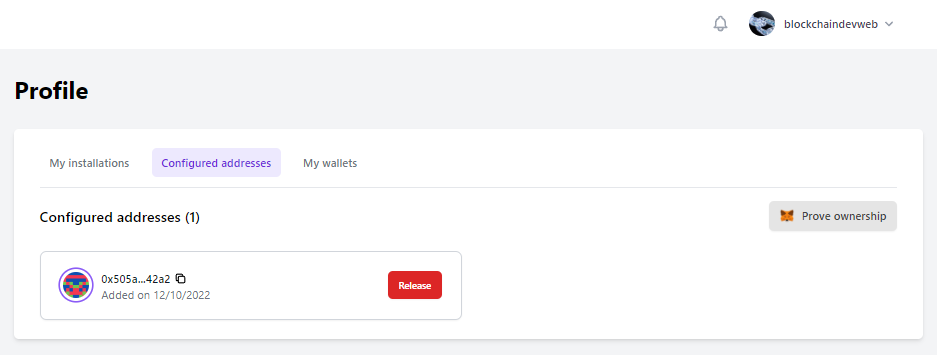 blockchaindevweb
Profile
My installations
Configured addresses
My wallets
Configured addresses (1)
Prove ownership
0x505a...42a2
Added on 12/10/2022
Release